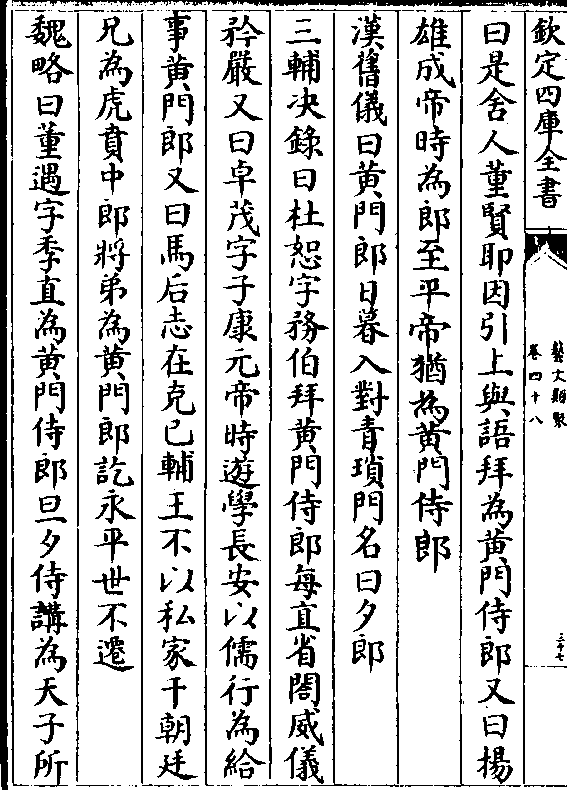 欽定四庫全書
藝文類聚
卷四十八
三十七
曰是舍人董賢耶因引上與語拜為黄門侍郎又曰揚
雄成帝時為郎至平帝猶為黄門侍郎
漢舊儀曰黄門郎日暮入對青瑣門名曰夕郎
三輔决錄曰杜恕字務伯拜黄門侍郎每直省閤威儀
矜嚴又曰卓茂字子康元帝時遊學長安以儒行為給
事黄門郎又曰馬后志在克已輔王不以私家干朝廷
兄為虎賁中郎將弟為黄門郎訖永平世不遷
魏略曰董遇字季直為黄門侍郎旦夕侍講為天子所